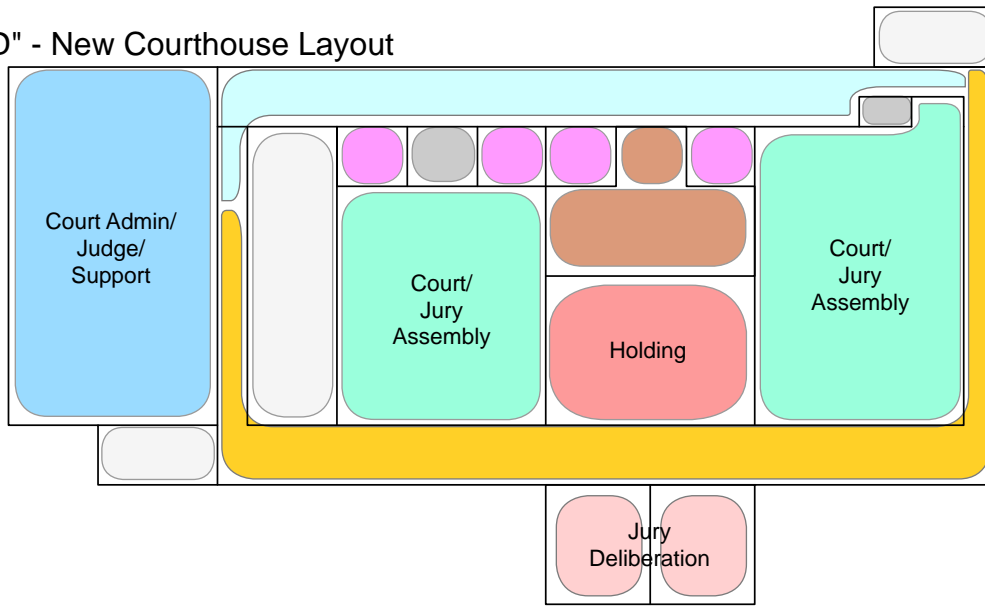 D" - New Courthouse Layout
Court Admin/
Judge/
Support
Court/
Jury
Assembly
Holding
Court/
Jury
Assembly
Jury
Deliberation